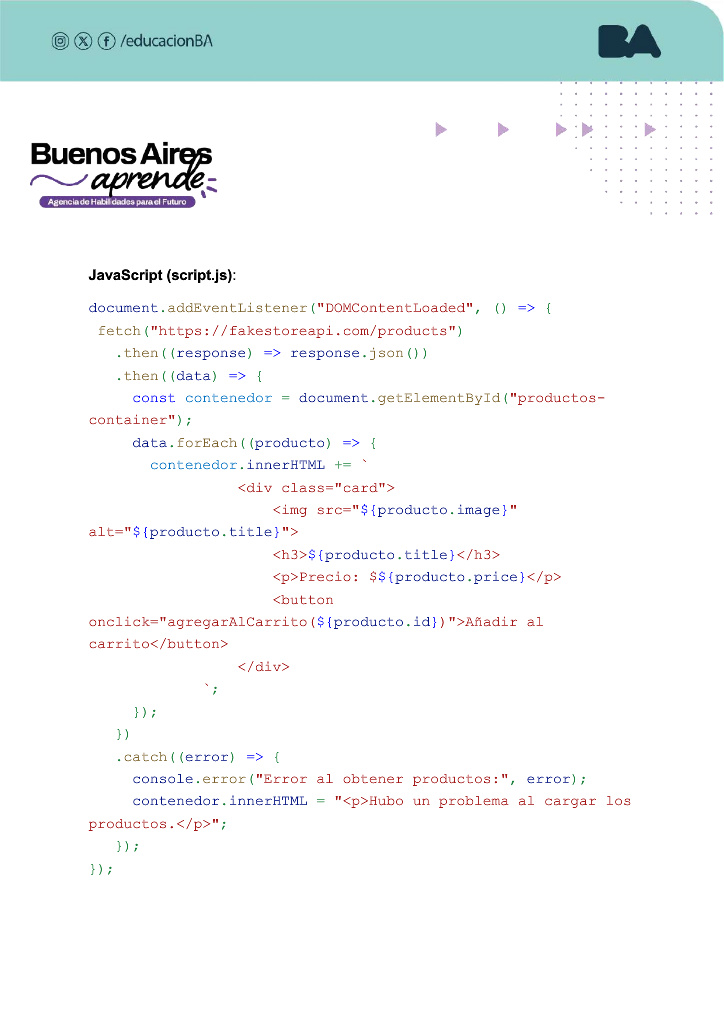 /educacionBA
BA
Buenos Aires
aprende
Agencia de Habilidades para el Futuro
JavaScript (script.js):
document.addEventListener("DOMContentLoaded", () => {
 fetch("https://fakestoreapi.com/products")
   .then((response) => response.json())
   .then((data) => {
     const contenedor = document.getElementById("productos-
container");
     data.forEach((producto) => {
       contenedor.innerHTML += `
                 <div class="card">
                     <img src="${producto.image}"
alt="${producto.title}">
                     <h3>${producto.title}</h3>
                     <p>Precio: $${producto.price}</p>
                     <button
onclick="agregarAlCarrito(${producto.id})">Añadir al
carrito</button>
                 </div>
             `;
     });
   })
   .catch((error) => {
     console.error("Error al obtener productos:", error);
     contenedor.innerHTML = "<p>Hubo un problema al cargar los
productos.</p>";
   });
});